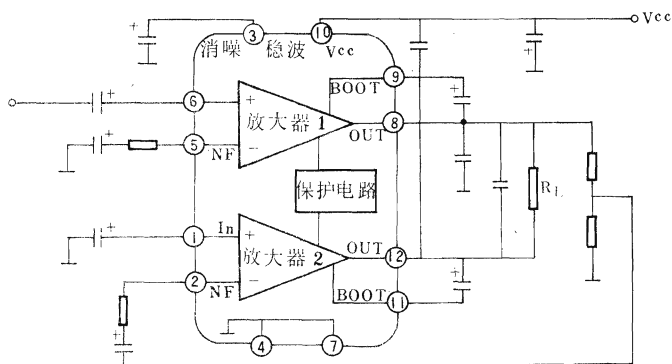 +
③
⑩
Vcc
消噪 稳波
Vcc
+
+
BOOT
⑨
+
⑥
+
放大器 1
⑧
OUT
+
⑤
NF
−
保护电路
RL
①
In
+
放大器 2
OUT
⑫
+
②
NF
−
BOOT
⑪
+
④
⑦
+